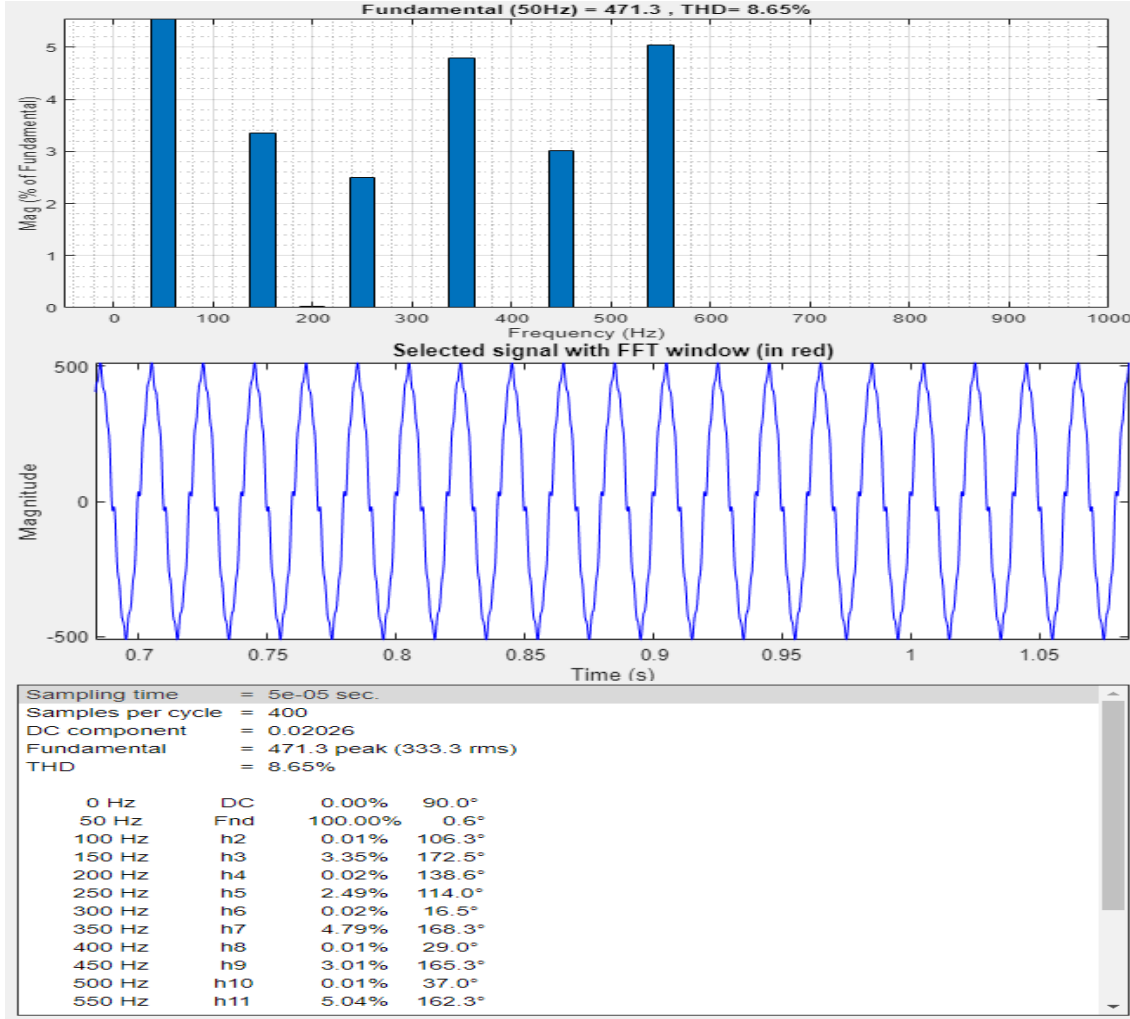 Fundamental (50Hz) = 471.3 , THD= 8.65%
5
4
3
2
1
0
Mag (% of Fundamental)
0 100 200 300 400 500 600 700 800 900 1000
Frequency (Hz)
Selected signal with FFT window (in red)
500
0
-500
Magnitude
0.7 0.75 0.8 0.85 0.9 0.95 1 1.05
Time (s)
Sampling time = 5e-05 sec.
Samples per cycle = 400
DC component = 0.02026
Fundamental = 471.3 peak (333.3 rms)
THD = 8.65%
0 Hz DC 0.00% 90.0°
50 Hz Fnd 100.00% 0.6°
100 Hz h2 0.01% 106.3°
150 Hz h3 3.35% 172.5°
200 Hz h4 0.02% 138.6°
250 Hz h5 2.49% 114.0°
300 Hz h6 0.02% 16.5°
350 Hz h7 4.79% 168.3°
400 Hz h8 0.01% 29.0°
450 Hz h9 3.01% 165.3°
500 Hz h10 0.01% 37.0°
550 Hz h11 5.04% 162.3°